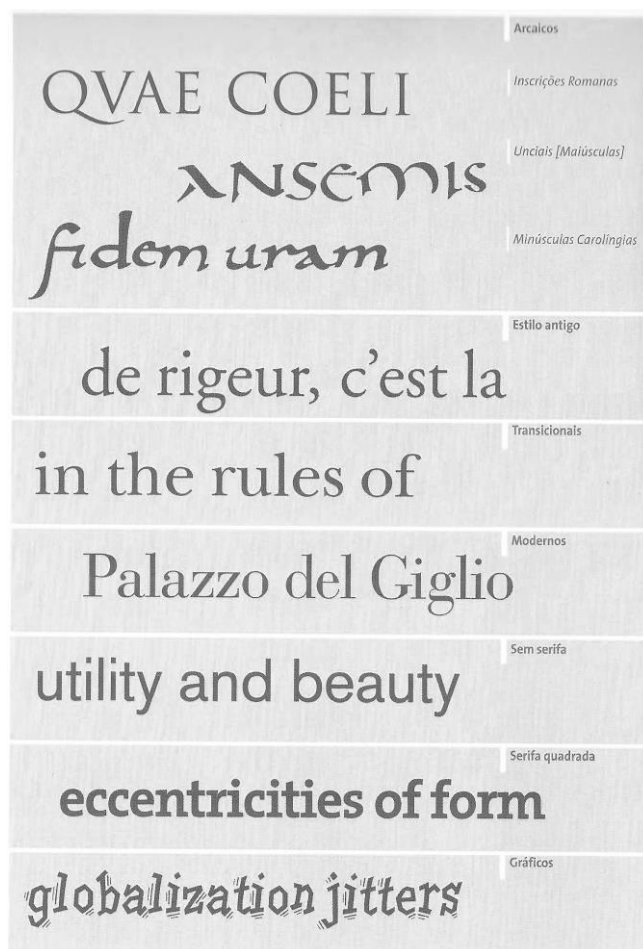 Arcaicos
QVAE COELI
Inscrições Romanas
ANSEMIS
Unciais [Maiúsculas]
fidem uram
Minúsculas Carolíngias
Estilo antigo
de rigeur, c’est la
Transicionais
in the rules of
Modernos
Palazzo del Giglio
Sem serifa
utility and beauty
Serifa quadrada
eccentricities of form
Gráficos
globalization jitters